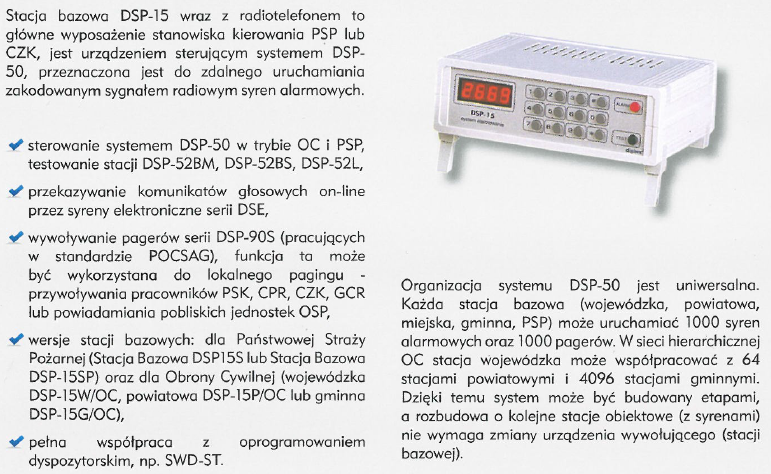 Stacja bazowa DSP-15 wraz z radiotelefonem to
główne wyposażenie stanowiska kierowania PSP lub
CZK, jest urządzeniem sterującym systemem DSP-
50, przeznaczona jest do zdalnego uruchamiania
zakodowanym sygnałem radiowym syren alarmowych.
sterowanie systemem DSP-50 w trybie OC i PSP,
testowanie stacji DSP-52BM, DSP-52BS, DSP-52L,
przekazywanie komunikatów głosowych on-line
przez syreny elektroniczne serii DSE,
wywoływanie pagerów serii DSP-90S (pracujących
w standardzie POCSAG), funkcja ta może
być wykorzystana do lokalnego pagingu -
przywoływania pracowników PSK, CPR, CZK, GCR
lub powiadamiania pobliskich jednostek OSP,
wersje stacji bazowych: dla Państwowej Straży
Pożarnej (Stacja Bazowa DSP15S lub Stacja Bazowa
DSP-15SP) oraz dla Obrony Cywilnej (wojewódzka
DSP-15W/OC, powiatowa DSP-15P/OC lub gminna
DSP-15G/OC),
pełna współpraca z oprogramowaniem
dyspozytorskim, np. SWD-ST.
DSP-15
Organizacja systemu DSP-50 jest uniwersalna.
Każda stacja bazowa (wojewódzka, powiatowa,
miejska, gminna, PSP) może uruchamiać 1000 syren
alarmowych oraz 1000 pagerów. W sieci hierarchicznej
OC stacja wojewódzka może współpracować z 64
stacjami powiatowymi i 4096 stacjami gminnymi.
Dzięki temu system może być budowany etapami,
a rozbudowa o kolejne stacje obiektowe (z syrenami)
nie wymaga zmiany urządzenia wywołującego (stacji
bazowej).